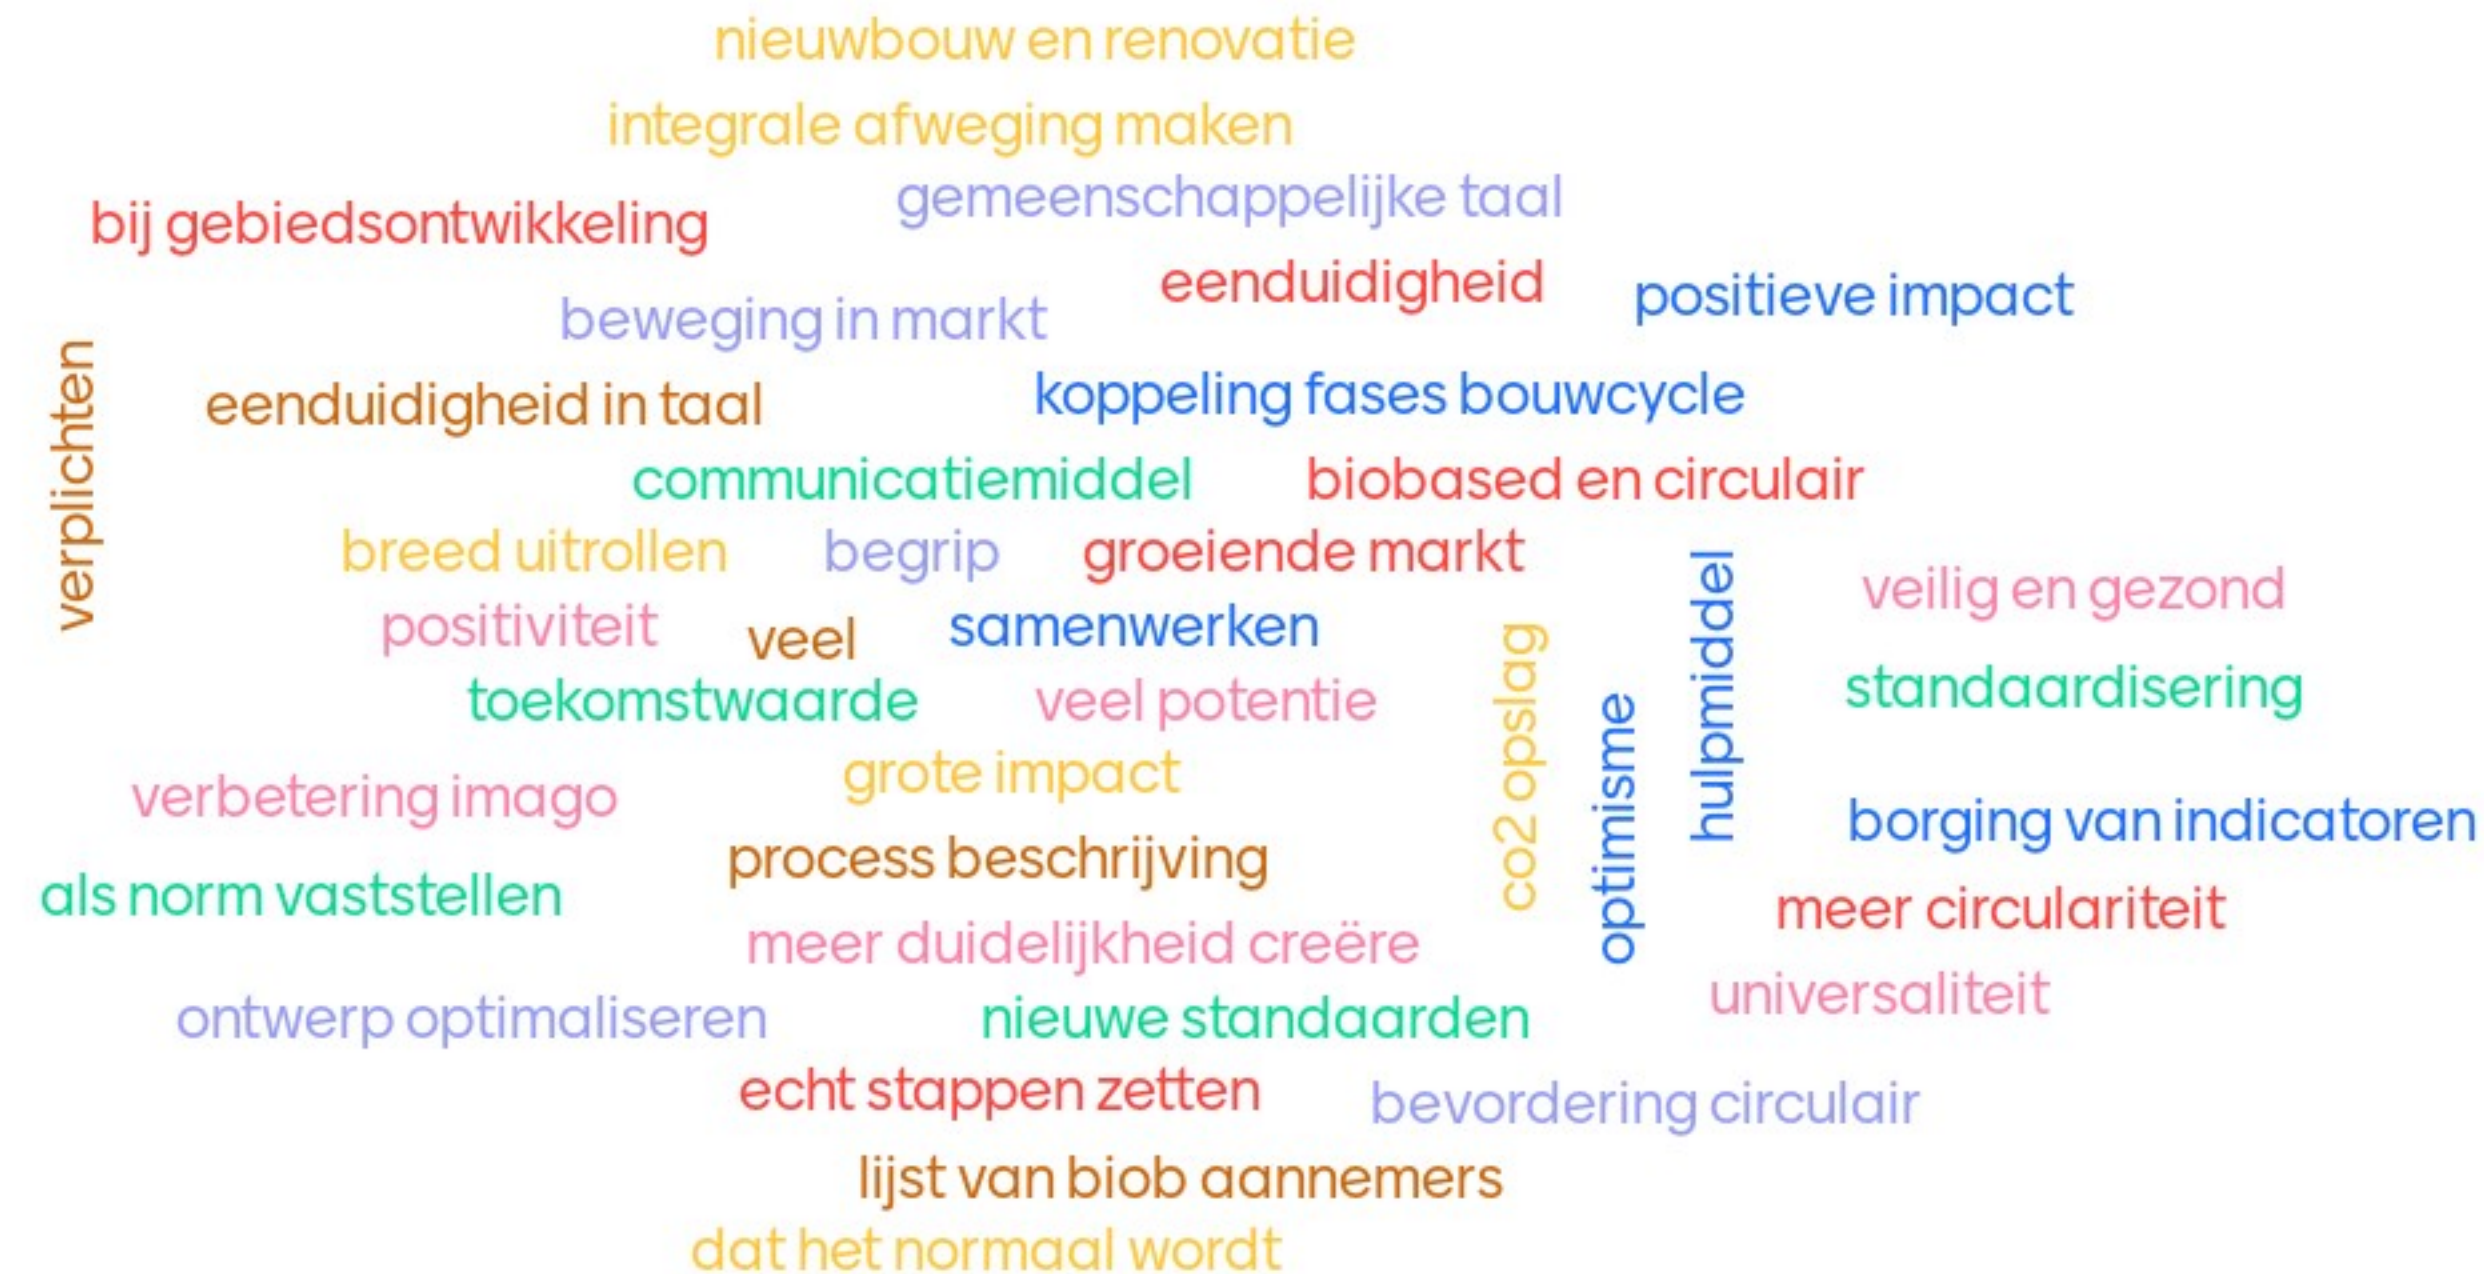 nieuwbouw en renovatie
integrale afweging maken
gemeenschappelijke taal
bij gebiedsontwikkeling
eenduidigheid
positieve impact
beweging in markt
verplichten
eenduidigheid in taal
koppeling fases bouwcycle
communicatiemiddel
biobased en circulair
breed uitrollen
begrip
groeiende markt
hulpmiddel
veilig en gezond
positiviteit
veel
samenwerken
co2 opslag
optimisme
standaardisering
toekomstwaarde
veel potentie
verbetering imago
grote impact
borging van indicatoren
process beschrijving
als norm vaststellen
meer circulariteit
meer duidelijkheid creëre
universaliteit
ontwerp optimaliseren
nieuwe standaarden
echt stappen zetten
bevordering circulair
lijst van biob aannemers
dat het normaal wordt